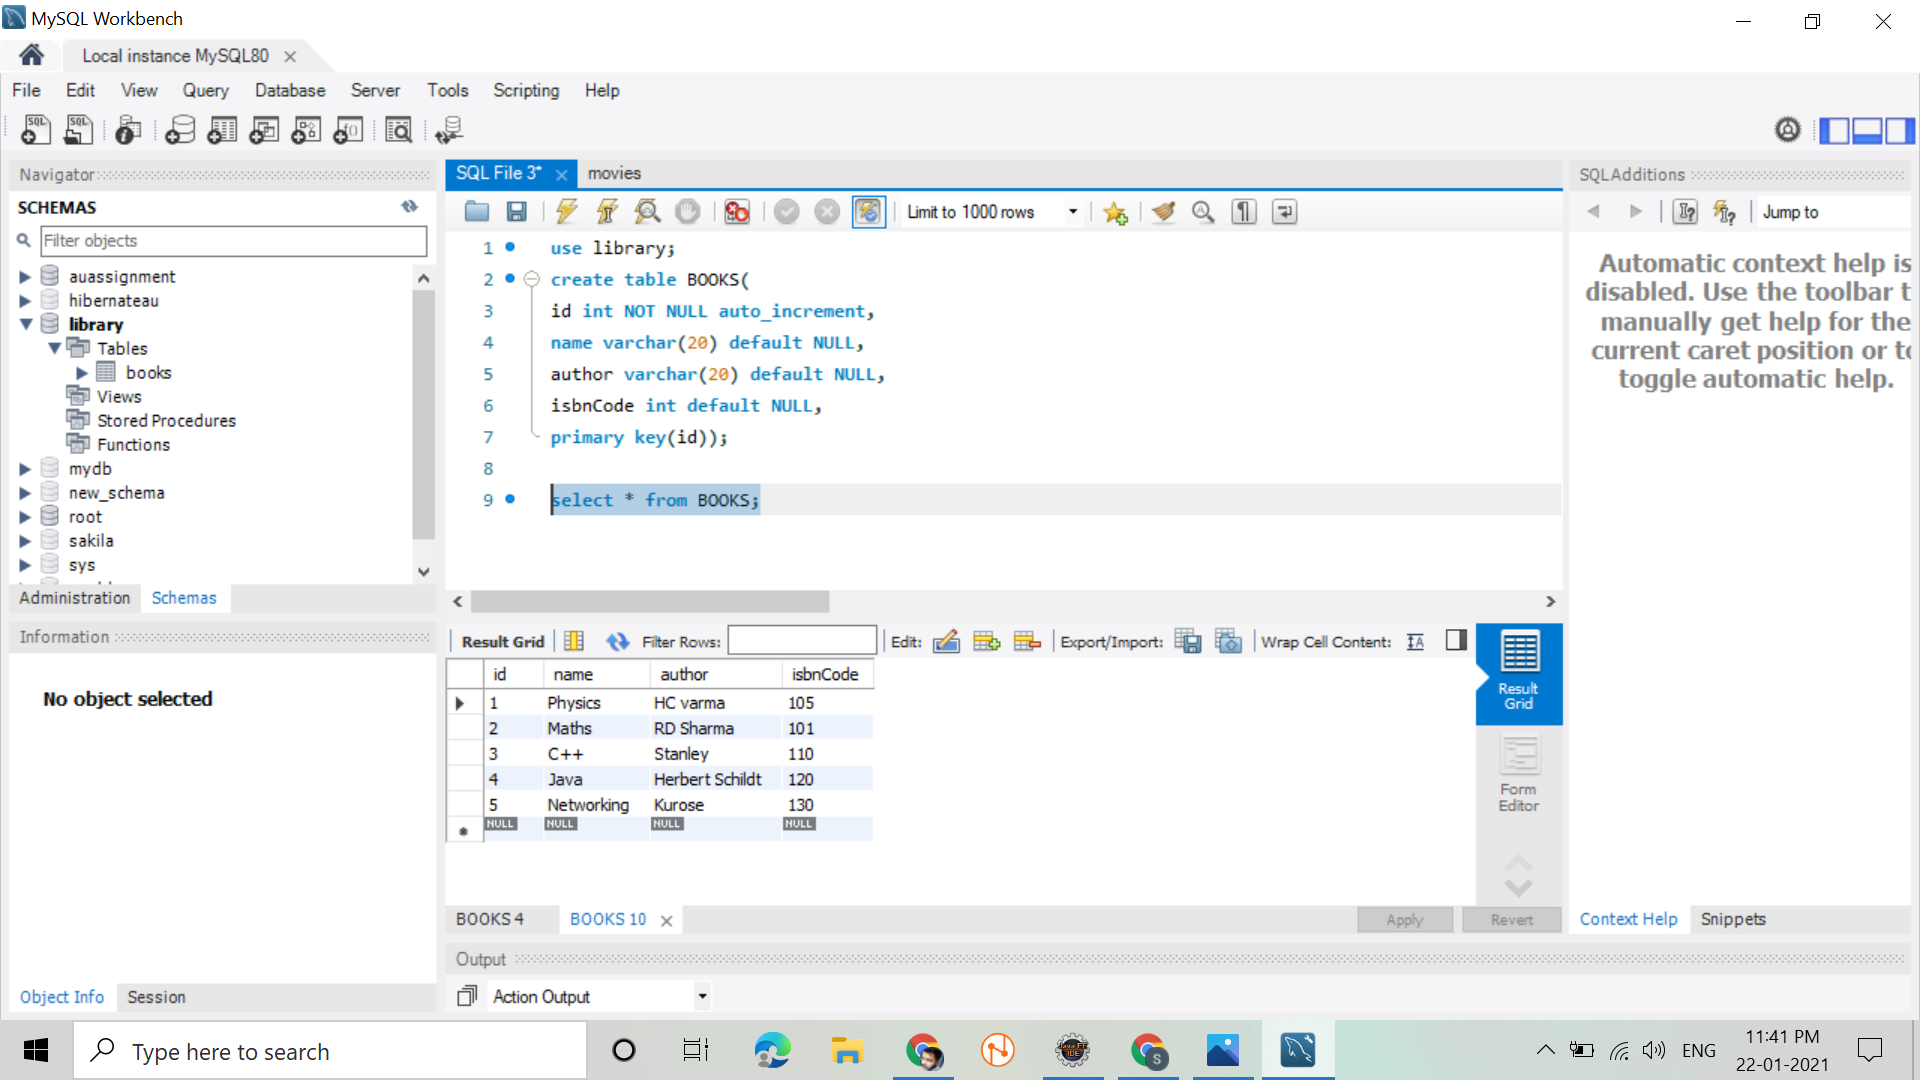 MySQL Workbench
Local instance MySQL80
File Edit View Query Database Server Tools Scripting Help
Navigator
SCHEMAS
Filter objects
auassignment
hibernateau
library
Tables
books
Views
Stored Procedures
Functions
mydb
new_schema
root
sakila
sys
Administration Schemas
Information
No object selected
Object Info Session
SQL File 3* movies
Limit to 1000 rows
1 use library;
2 create table BOOKS(
3 id int NOT NULL auto_increment,
4 name varchar(20) default NULL,
5 author varchar(20) default NULL,
6 isbnCode int default NULL,
7 primary key(id));
8
9 select * from BOOKS;
Result Grid Filter Rows: Edit: Export/Import: Wrap Cell Content:
id name author isbnCode
1 Physics HC varma 105
2 Maths RD Sharma 101
3 C++ Stanley 110
4 Java Herbert Schildt 120
5 Networking Kurose 130
NULL NULL NULL NULL
Result
Grid
Form
Editor
BOOKS 4 BOOKS 10
Apply Revert
Output
Action Output
SQLAdditions
Jump to
Automatic context help is
disabled. Use the toolbar t
manually get help for the
current caret position or to
toggle automatic help.
Context Help Snippets
Type here to search
ENG
11:41 PM
22-01-2021